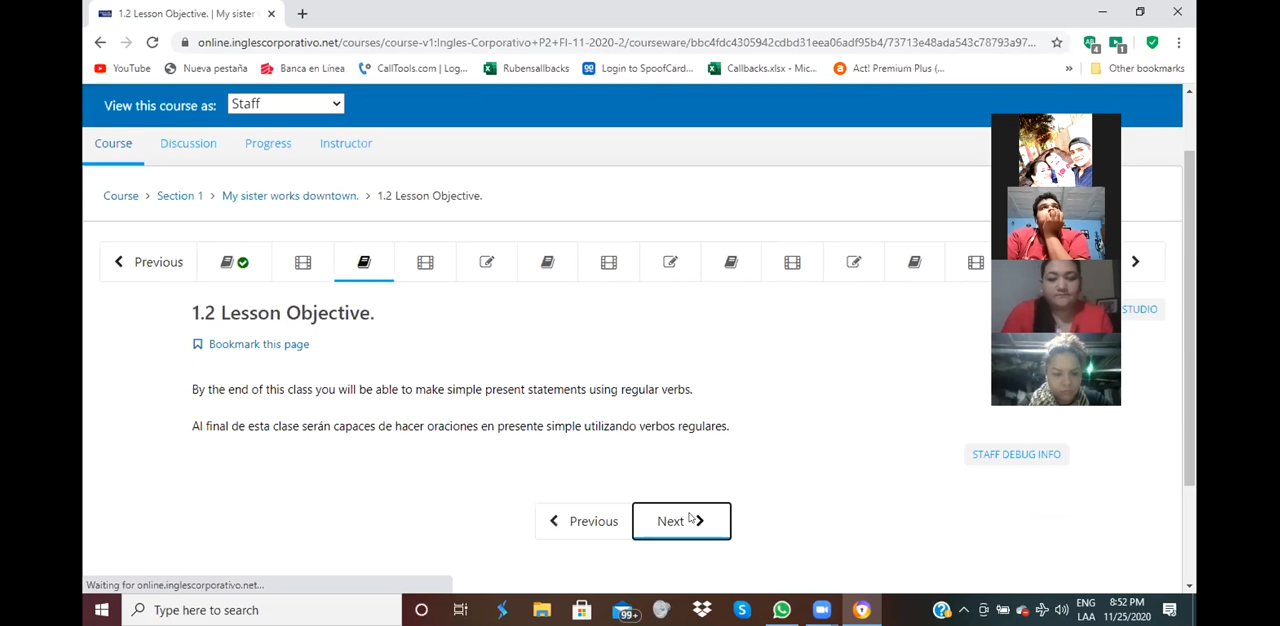 1.2 Lesson Objective. | My sister
online.inglescorporativo.net/courses/course-v1:Ingles-Corporativo+P2+FI-11-2020-2/courseware/bbc4fdc4305942cdbd31eea06adf95b4/73713e48ada543c78793a97...
YouTube Nueva pestaña Banca en Línea CallTools.com | Log... Rubensallbacks Login to SpoofCard... Callbacks.xlsx - Mic... Act! Premium Plus (... » Other bookmarks
View this course as: Staff
Course Discussion Progress Instructor
Course > Section 1 > My sister works downtown. > 1.2 Lesson Objective.
Previous
1.2 Lesson Objective.
STUDIO
Bookmark this page
By the end of this class you will be able to make simple present statements using regular verbs.
Al final de esta clase serán capaces de hacer oraciones en presente simple utilizando verbos regulares.
STAFF DEBUG INFO
Previous Next
Waiting for online.inglescorporativo.net...
Type here to search 99+ ENG 8:52 PM
LAA 11/25/2020